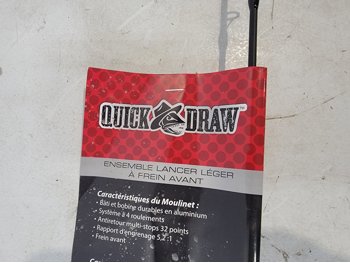 QUICK DRAW™
ENSEMBLE LANCER LÉGER
À FREIN AVANT
Caractéristiques du Moulinet :
• Bâti et bobine durables en aluminium
• Système à 4 roulements
• Antiretour multi-stops 32 points
• Rapport d'engrenage 5,2 :1
• Frein avant